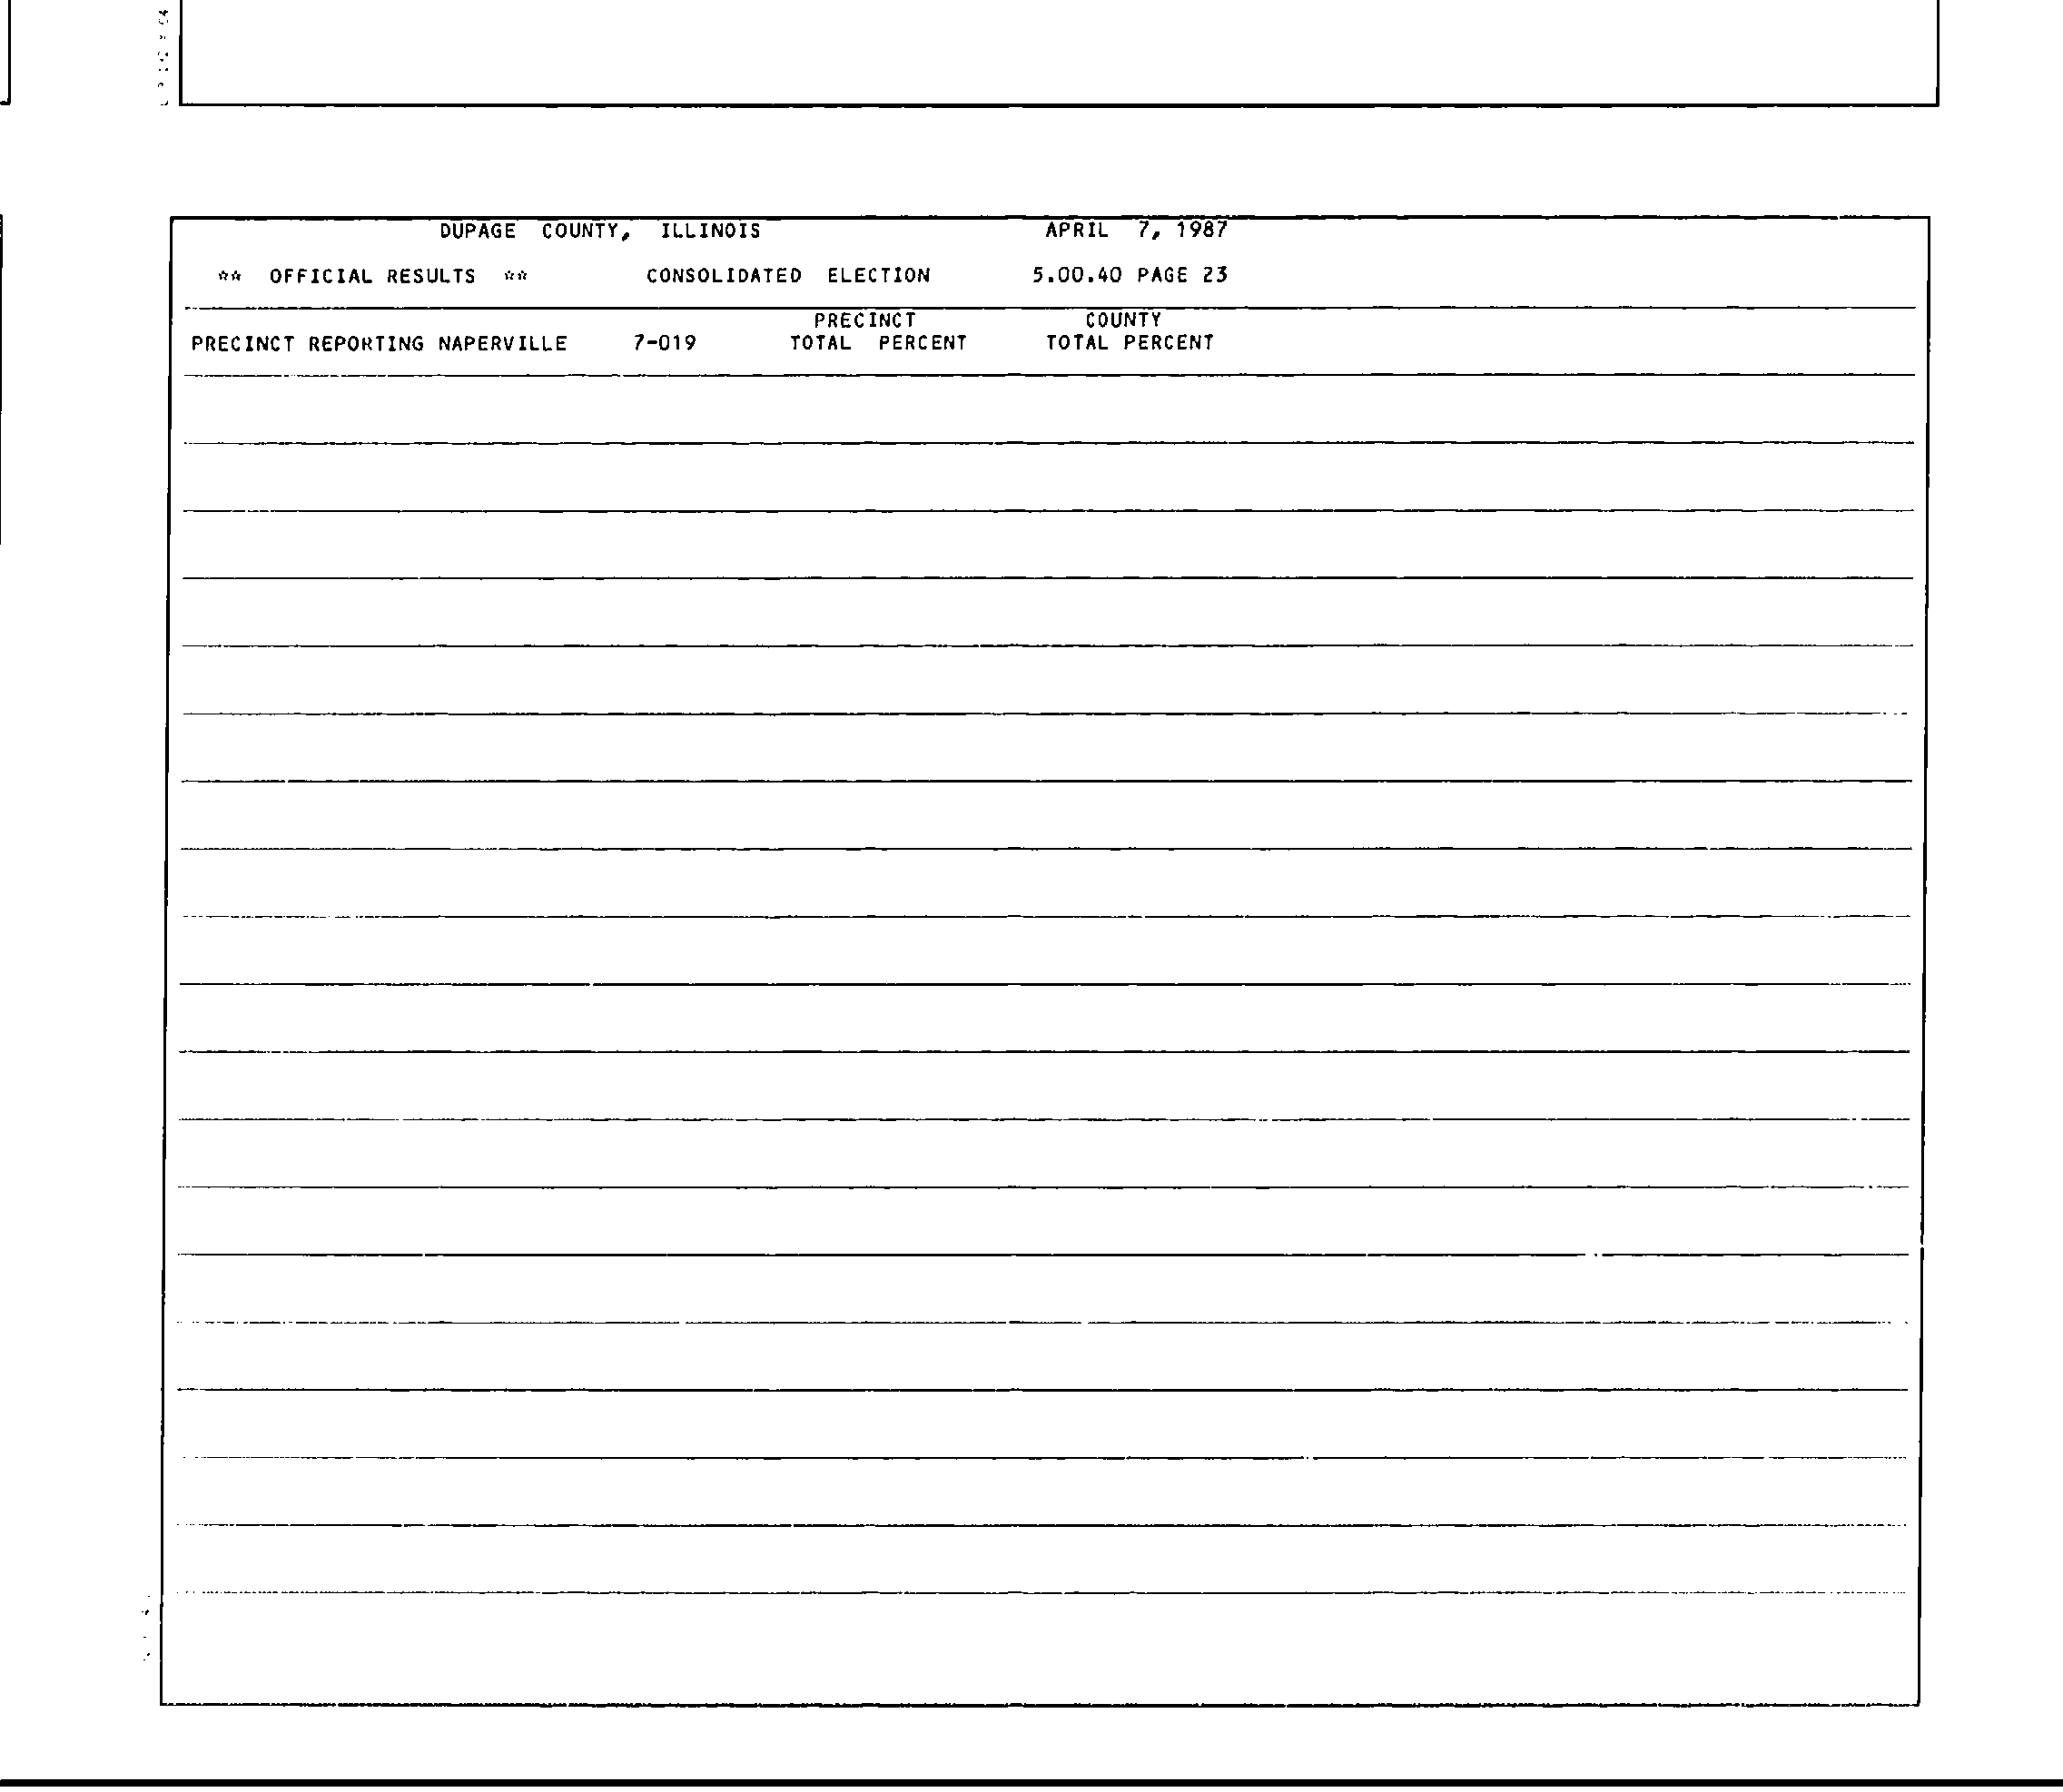 DUPAGE COUNTY, ILLINOIS APRIL 7, 1987
** OFFICIAL RESULTS ** CONSOLIDATED ELECTION 5.00.40 PAGE 23
PRECINCT COUNTY
PRECINCT REPORTING NAPERVILLE 7-019 TOTAL PERCENT TOTAL PERCENT